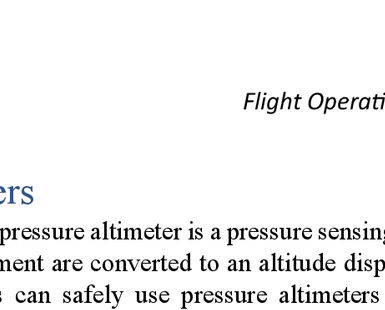 Flight Operati
ers
pressure altimeter is a pressure sensing
ment are converted to an altitude disp
s can safely use pressure altimeters